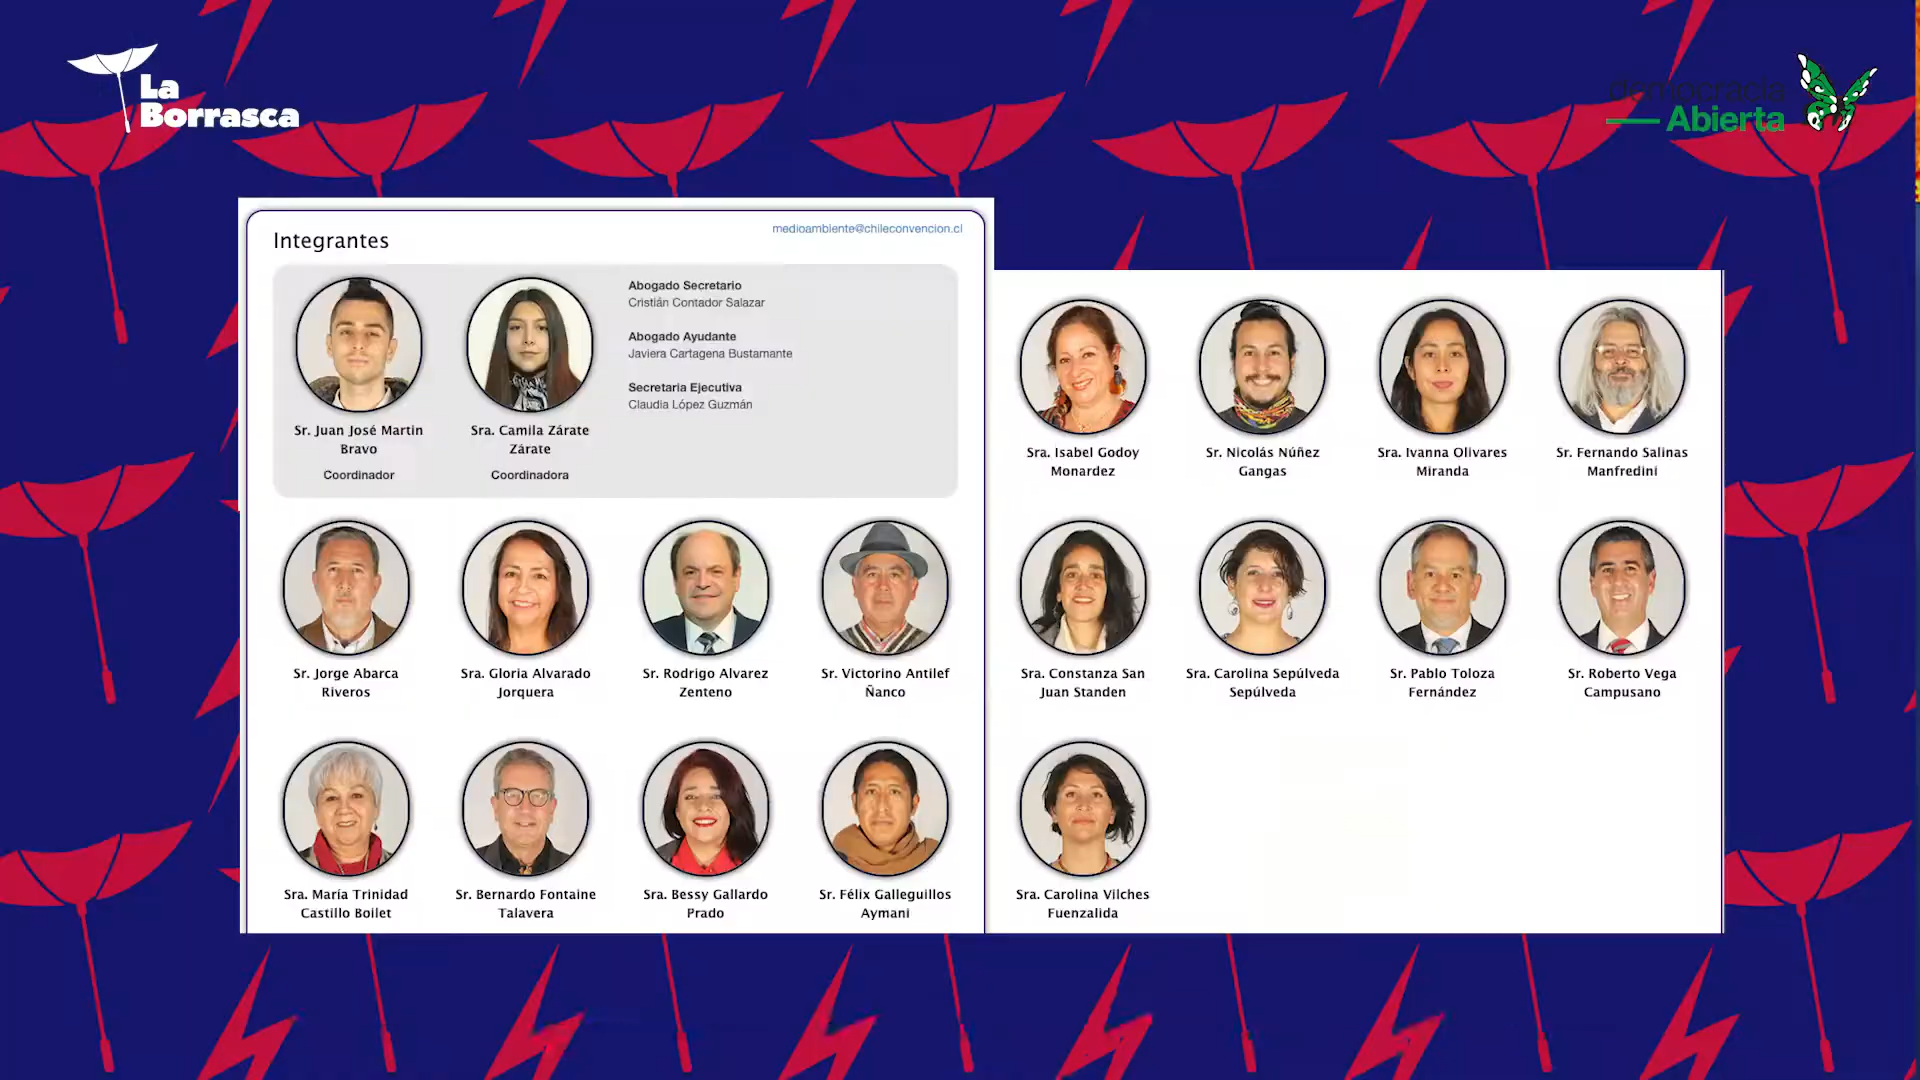 La
Borrasca
democracia
Abierta
Integrantes
medioambiente@chileconvencion.cl
Sr. Juan José Martin
Bravo
Coordinador
Sra. Camila Zárate
Zárate
Coordinadora
Abogado Secretario
Cristián Contador Salazar
Abogado Ayudante
Javiera Cartagena Bustamante
Secretaria Ejecutiva
Claudia López Guzmán
Sr. Jorge Abarca
Riveros
Sra. Gloria Alvarado
Jorquera
Sr. Rodrigo Alvarez
Zenteno
Sr. Victorino Antilef
Ñanco
Sra. María Trinidad
Castillo Boilet
Sr. Bernardo Fontaine
Talavera
Sra. Bessy Gallardo
Prado
Sr. Félix Galleguillos
Aymani
Sra. Isabel Godoy
Monardez
Sr. Nicolás Núñez
Gangas
Sra. Ivanna Olivares
Miranda
Sr. Fernando Salinas
Manfredini
Sra. Constanza San
Juan Standen
Sra. Carolina Sepúlveda
Sepúlveda
Sr. Pablo Toloza
Fernández
Sr. Roberto Vega
Campusano
Sra. Carolina Vilches
Fuenzalida